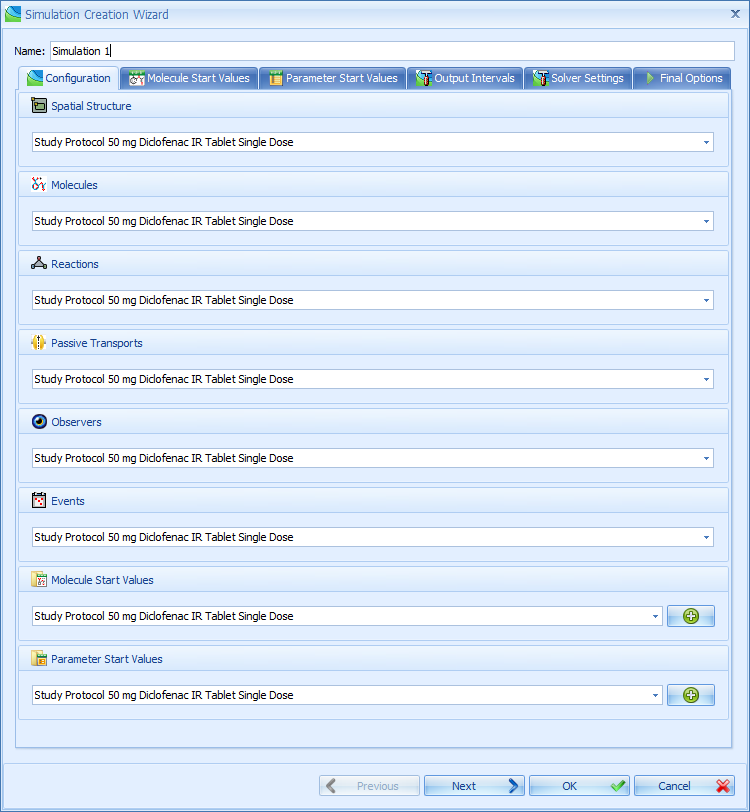 Simulation Creation Wizard
Name: Simulation 1
Configuration Molecule Start Values Parameter Start Values Output Intervals Solver Settings Final Options
Spatial Structure
Study Protocol 50 mg Diclofenac IR Tablet Single Dose
Molecules
Study Protocol 50 mg Diclofenac IR Tablet Single Dose
Reactions
Study Protocol 50 mg Diclofenac IR Tablet Single Dose
Passive Transports
Study Protocol 50 mg Diclofenac IR Tablet Single Dose
Observers
Study Protocol 50 mg Diclofenac IR Tablet Single Dose
Events
Study Protocol 50 mg Diclofenac IR Tablet Single Dose
Molecule Start Values
Study Protocol 50 mg Diclofenac IR Tablet Single Dose
Parameter Start Values
Study Protocol 50 mg Diclofenac IR Tablet Single Dose
Previous Next OK Cancel